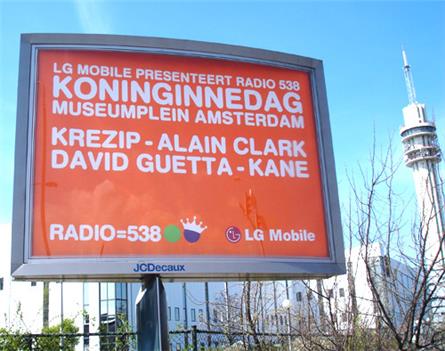 LG MOBILE PRESENTEERT RADIO 538
KONINGINNEDAG
MUSEUMPLEIN AMSTERDAM
KREZIP - ALAIN CLARK
DAVID GUETTA - KANE
RADIO=538
LG LG Mobile
JCDecaux